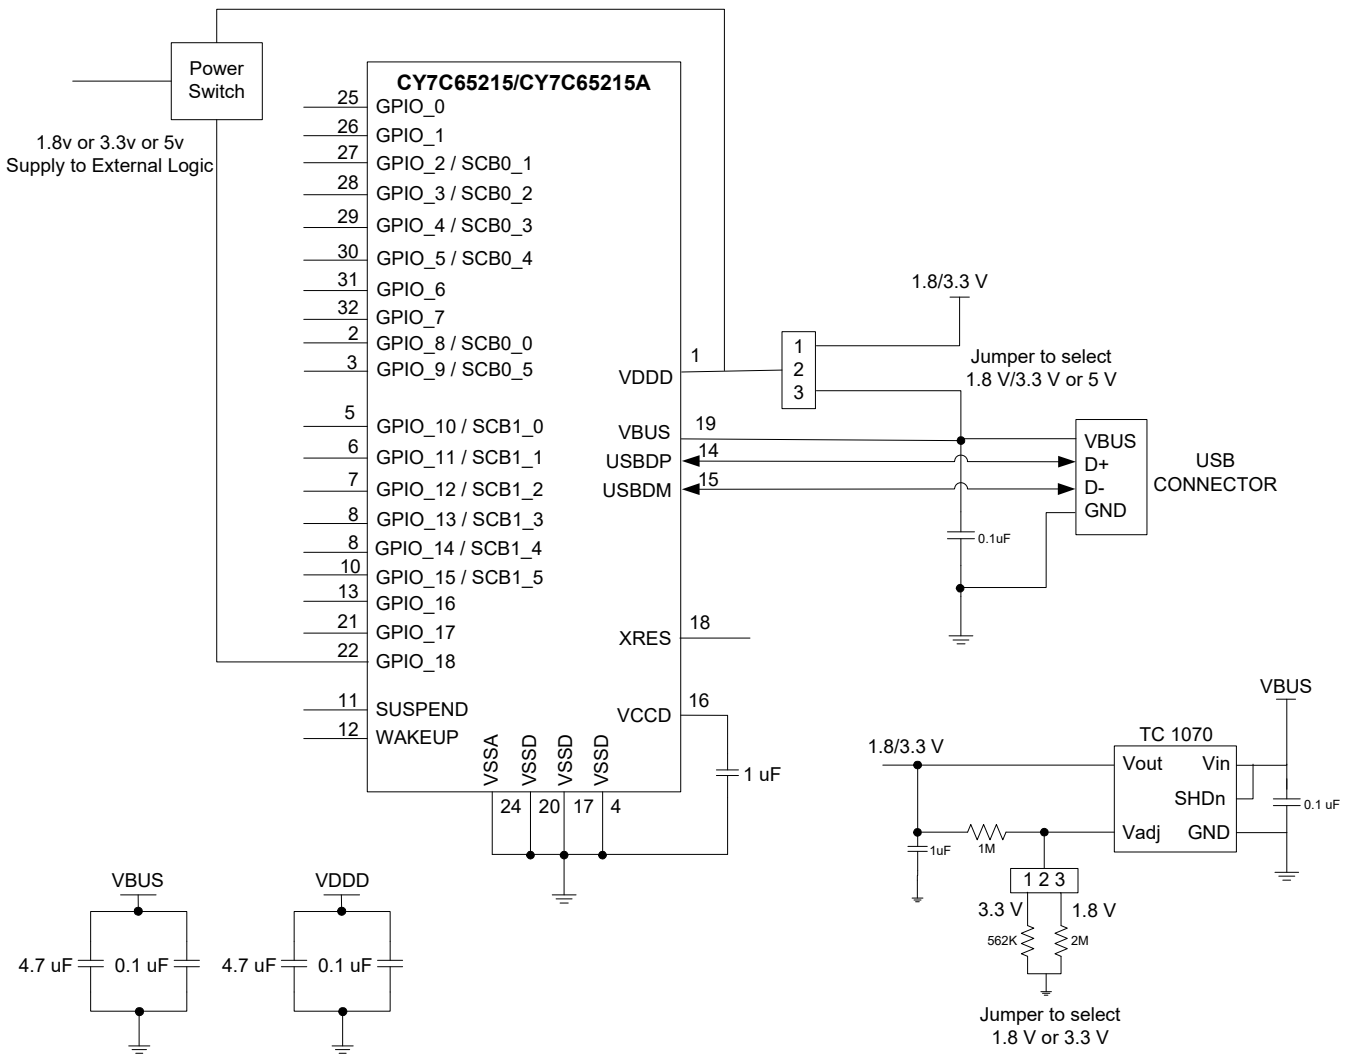 Power
Switch
1.8v or 3.3v or 5v
Supply to External Logic
CY7C65215/CY7C65215A
25 GPIO_0
26 GPIO_1
27 GPIO_2 / SCB0_1
28 GPIO_3 / SCB0_2
29 GPIO_4 / SCB0_3
30 GPIO_5 / SCB0_4
31 GPIO_6
32 GPIO_7
2 GPIO_8 / SCB0_0
3 GPIO_9 / SCB0_5
5 GPIO_10 / SCB1_0
6 GPIO_11 / SCB1_1
7 GPIO_12 / SCB1_2
8 GPIO_13 / SCB1_3
8 GPIO_14 / SCB1_4
10 GPIO_15 / SCB1_5
13 GPIO_16
21 GPIO_17
22 GPIO_18
11 SUSPEND
12 WAKEUP
VDDD 1
VBUS 19
USBDP 14
USBDM 15
XRES 18
VCCD 16
VSSA
VSSD
VSSD
VSSD
24 20 17 4
1 uF
1.8/3.3 V
1
2
3
Jumper to select
1.8 V/3.3 V or 5 V
VBUS
D+
D-
GND
USB
CONNECTOR
0.1uF
VBUS
TC 1070
1.8/3.3 V
Vout Vin
SHDn
Vadj GND
0.1 uF
1uF
1M
1 2 3
3.3 V 1.8 V
562K 2M
Jumper to select
1.8 V or 3.3 V
VBUS
4.7 uF 0.1 uF
VDDD
4.7 uF 0.1 uF